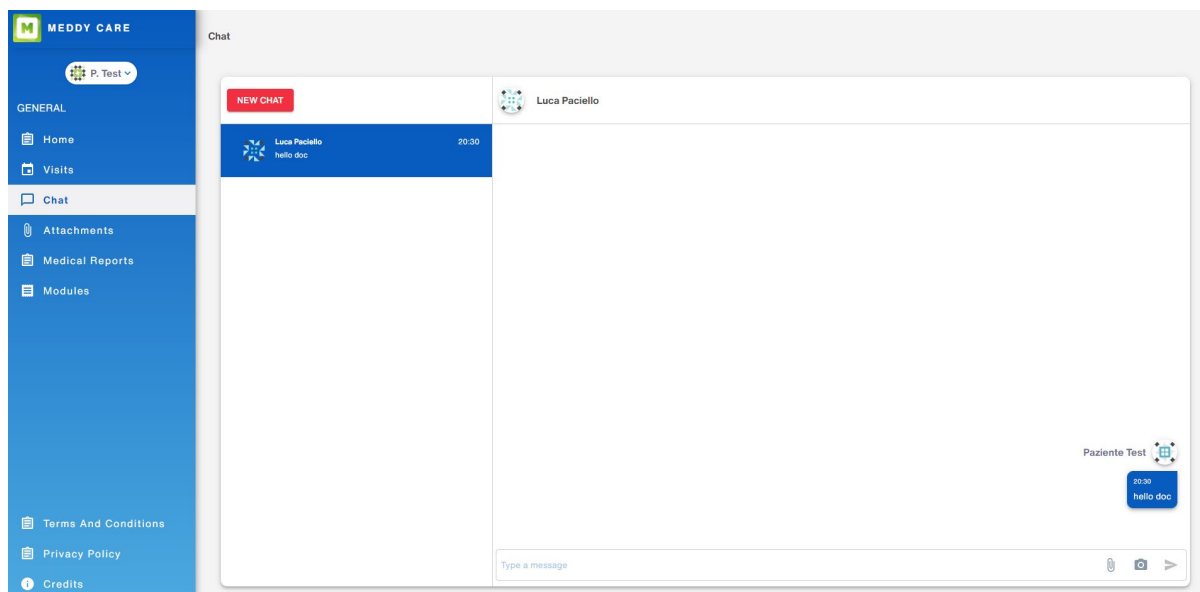 M MEDDY CARE
P. Test
GENERAL
Home
Visits
Chat
Attachments
Medical Reports
Modules
Terms And Conditions
Privacy Policy
Credits
Chat
NEW CHAT
Luca Paciello 20:30
hello doc
Luca Paciello
Paziente Test
20:30
hello doc
Type a message